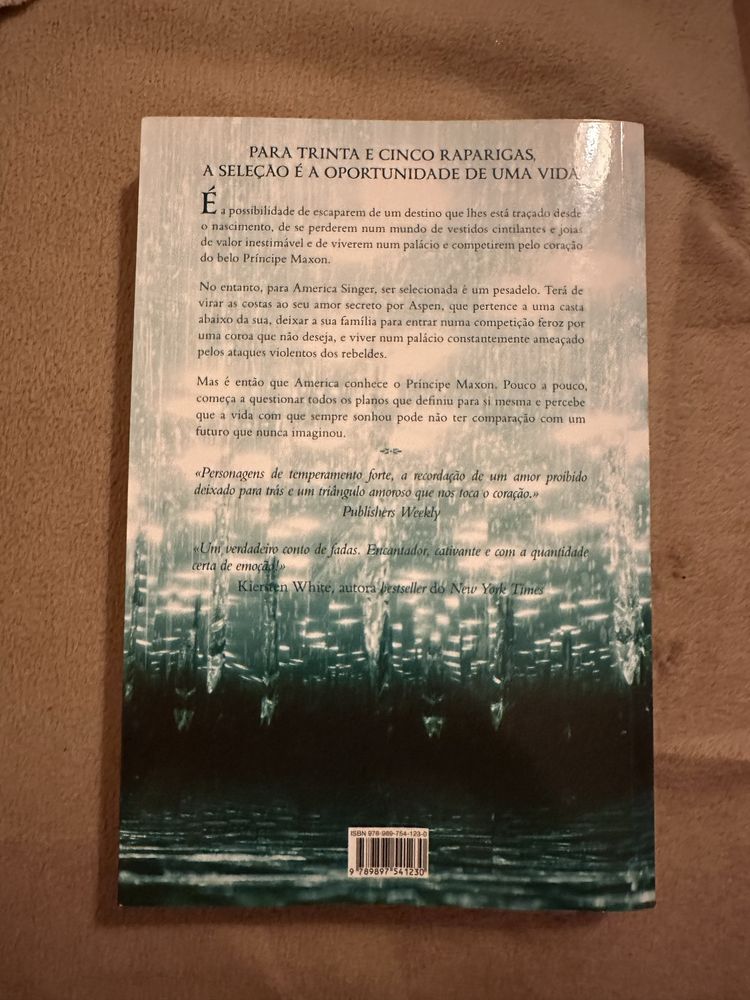 PARA TRINTA E CINCO RAPARIGAS,
A SELEÇÃO É A OPORTUNIDADE DE UMA VIDA
É a possibilidade de escaparem de um destino que lhes está traçado desde
o nascimento, de se perderem num mundo de vestidos cintilantes e joias
de valor inestimável e de viverem num palácio e competirem pelo coração
do belo Príncipe Maxon.
No entanto, para America Singer, ser selecionada é um pesadelo. Terá de
virar as costas ao seu amor secreto por Aspen, que pertence a uma casta
abaixo da sua, deixar a sua família para entrar numa competição feroz por
uma coroa que não deseja, e viver num palácio constantemente ameaçado
pelos ataques violentos dos rebeldes.
Mas é então que America conhece o Príncipe Maxon. Pouco a pouco,
começa a questionar todos os planos que definiu para si mesma e percebe
que a vida com que sempre sonhou pode não ter comparação com um
futuro que nunca imaginou.
«Personagens de temperamento forte, a recordação de um amor proibido
deixado para trás e um triângulo amoroso que nos toca o coração.»
Publishers Weekly
«Um verdadeiro conto de fadas. Encantador, cativante e com a quantidade
certa de emoção!»
Kiersten White, autora bestseller do New York Times
ISBN 978-989-754-123-0
9 789897 541230